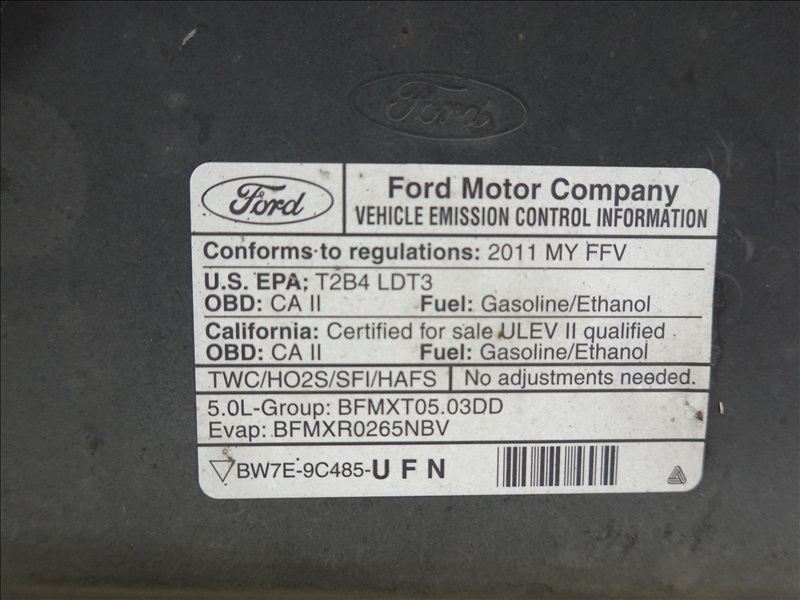 Ford
Ford
Ford Motor Company
VEHICLE EMISSION CONTROL INFORMATION
Conforms to regulations: 2011 MY FFV
U.S. EPA: T2B4 LDT3
OBD: CA II Fuel: Gasoline/Ethanol
California: Certified for sale ULEV II qualified
OBD: CA II Fuel: Gasoline/Ethanol
TWC/HO2S/SFI/HAFS No adjustments needed.
5.0L-Group: BFMXT05.03DD
Evap: BFMXR0265NBV
BW7E-9C485-U F N